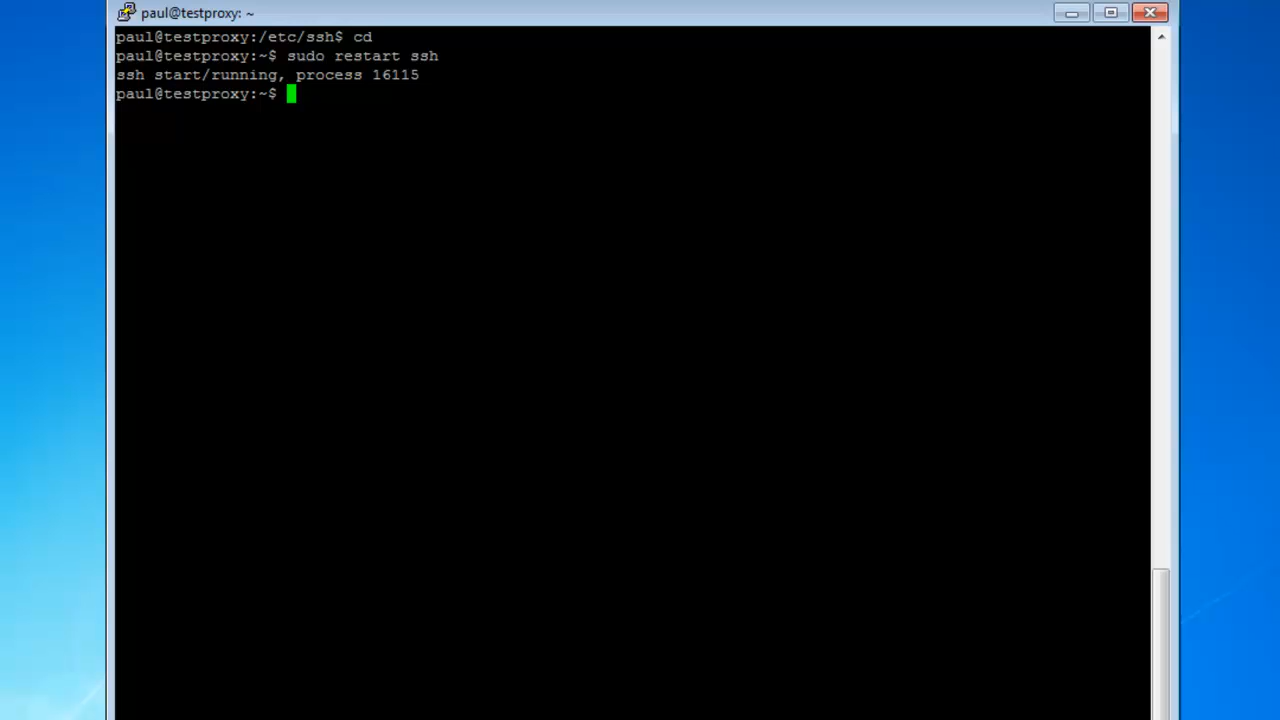 paul@testproxy: ~
paul@testproxy:/etc/ssh$ cd
paul@testproxy:~$ sudo restart ssh
ssh start/running, process 16115
paul@testproxy:~$